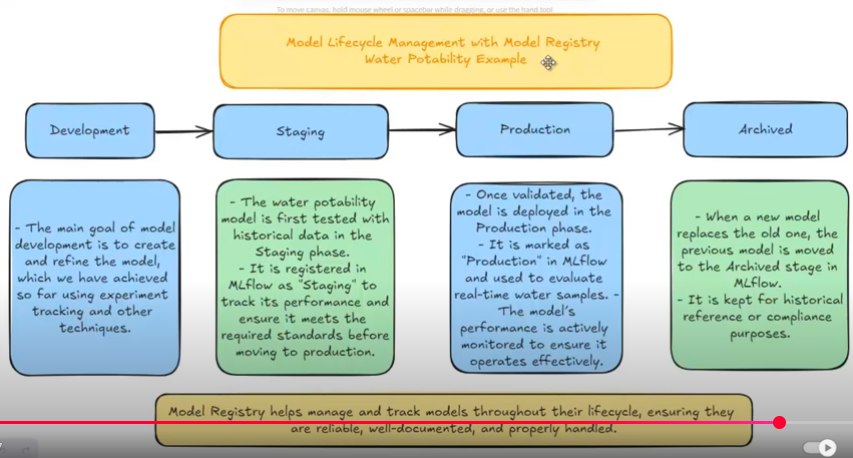 To move canvas, hold mouse wheel or spacebar while dragging, or use the hand tool
Model Lifecycle Management with Model Registry
Water Potability Example
Development
Staging
Production
Archived
- The main goal of model
development is to create
and refine the model,
which we have achieved
so far using experiment
tracking and other
techniques.
- The water potability
model is first tested with
historical data in the
Staging phase.
- It is registered in
MLflow as "Staging" to
track its performance and
ensure it meets the
required standards before
moving to production.
- Once validated, the
model is deployed in the
Production phase.
- It is marked as
"Production" in MLflow
and used to evaluate
real-time water samples. -
The model's
performance is actively
monitored to ensure it
operates effectively.
- When a new model
replaces the old one, the
previous model is moved
to the Archived stage in
MLflow.
- It is kept for historical
reference or compliance
purposes.
Model Registry helps manage and track models throughout their lifecycle, ensuring they
are reliable, well-documented, and properly handled.